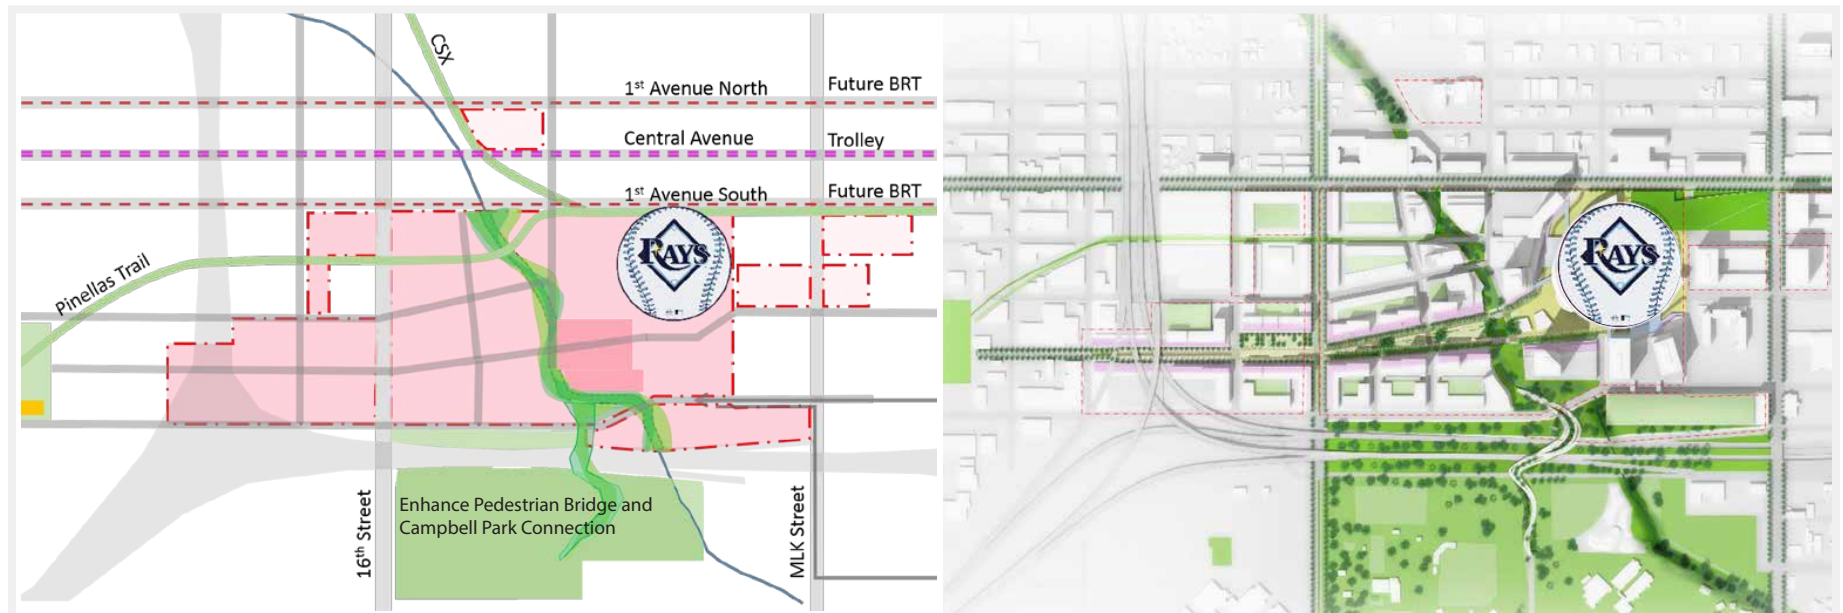 CSX
1st Avenue North
Future BRT
Central Avenue
Trolley
1st Avenue South
Future BRT
RAYS
Pinellas Trail
Enhance Pedestrian Bridge and
Campbell Park Connection
16th Street
MLK Street
RAYS